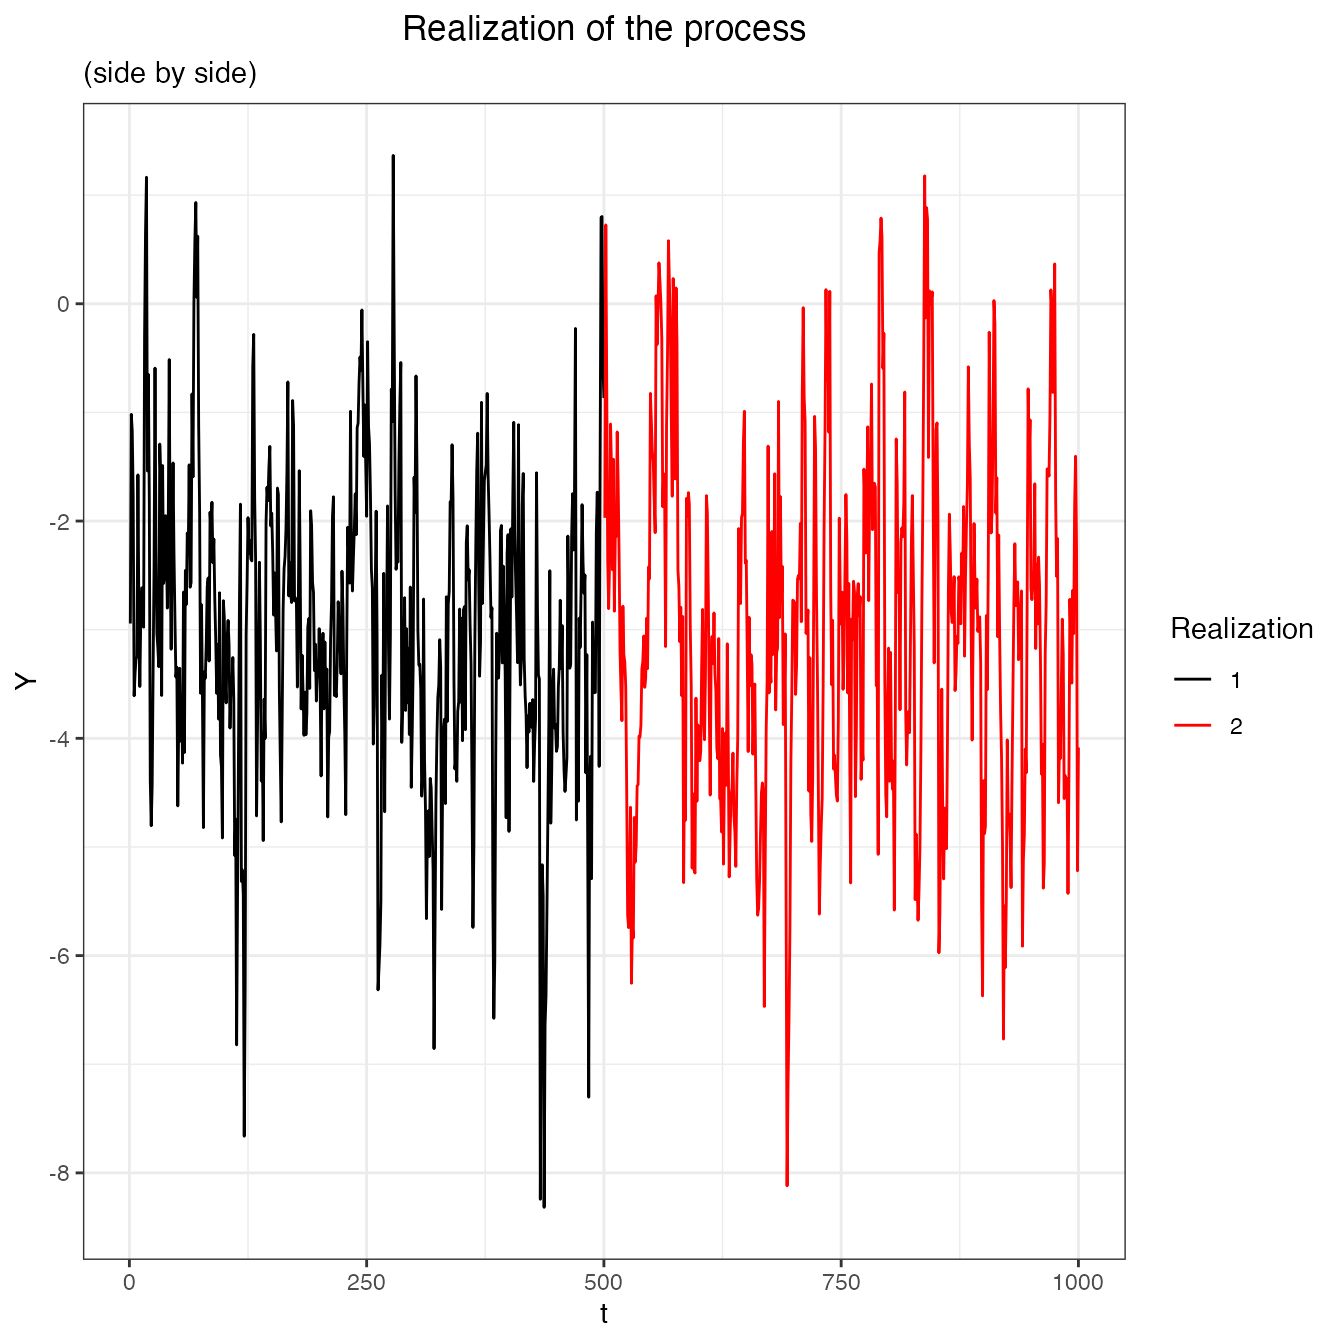 Realization of the process
(side by side)
Y
0
-2
-4
-6
-8
0 250 500 750 1000
t
Realization
1
2